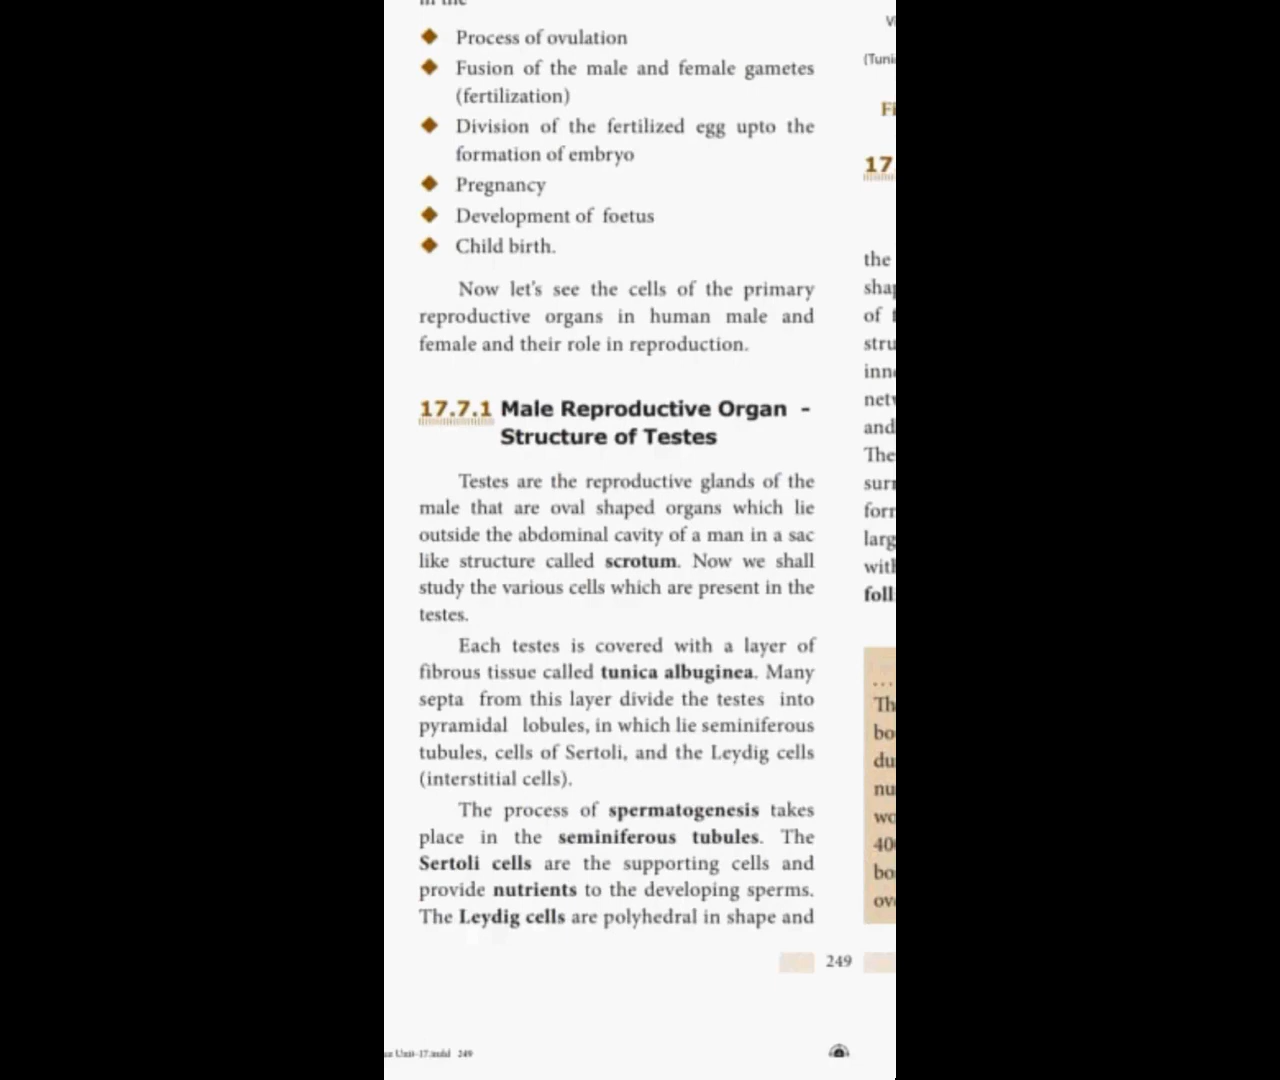 Process of ovulation
Fusion of the male and female gametes
(fertilization)
Division of the fertilized egg upto the
formation of embryo
Pregnancy
Development of foetus
Child birth.
Now let's see the cells of the primary
reproductive organs in human male and
female and their role in reproduction.
17.7.1 Male Reproductive Organ -
Structure of Testes
Testes are the reproductive glands of the
male that are oval shaped organs which lie
outside the abdominal cavity of a man in a sac
like structure called scrotum. Now we shall
study the various cells which are present in the
testes.
Each testes is covered with a layer of
fibrous tissue called tunica albuginea. Many
septa from this layer divide the testes into
pyramidal lobules, in which lie seminiferous
tubules, cells of Sertoli, and the Leydig cells
(interstitial cells).
The process of spermatogenesis takes
place in the seminiferous tubules. The
Sertoli cells are the supporting cells and
provide nutrients to the developing sperms.
The Leydig cells are polyhedral in shape and
249
17
the
of
and
The